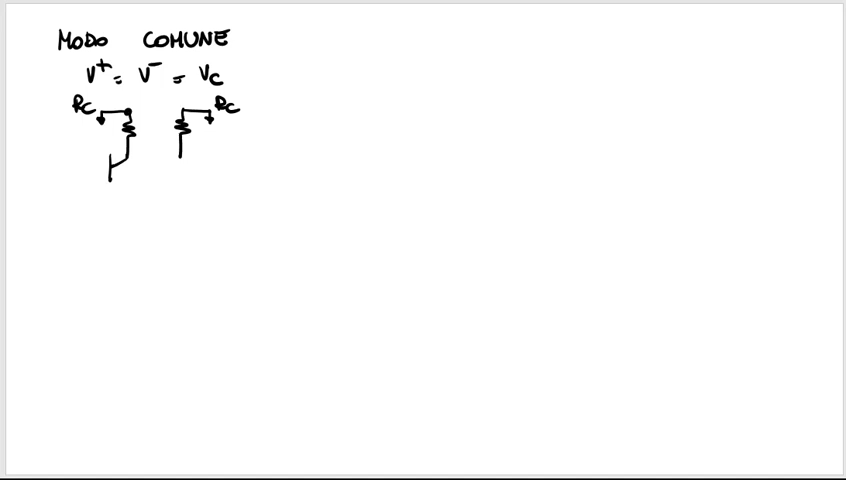 MODO COMUNE
V⁺ = V⁻ = Vc
Rc Rc